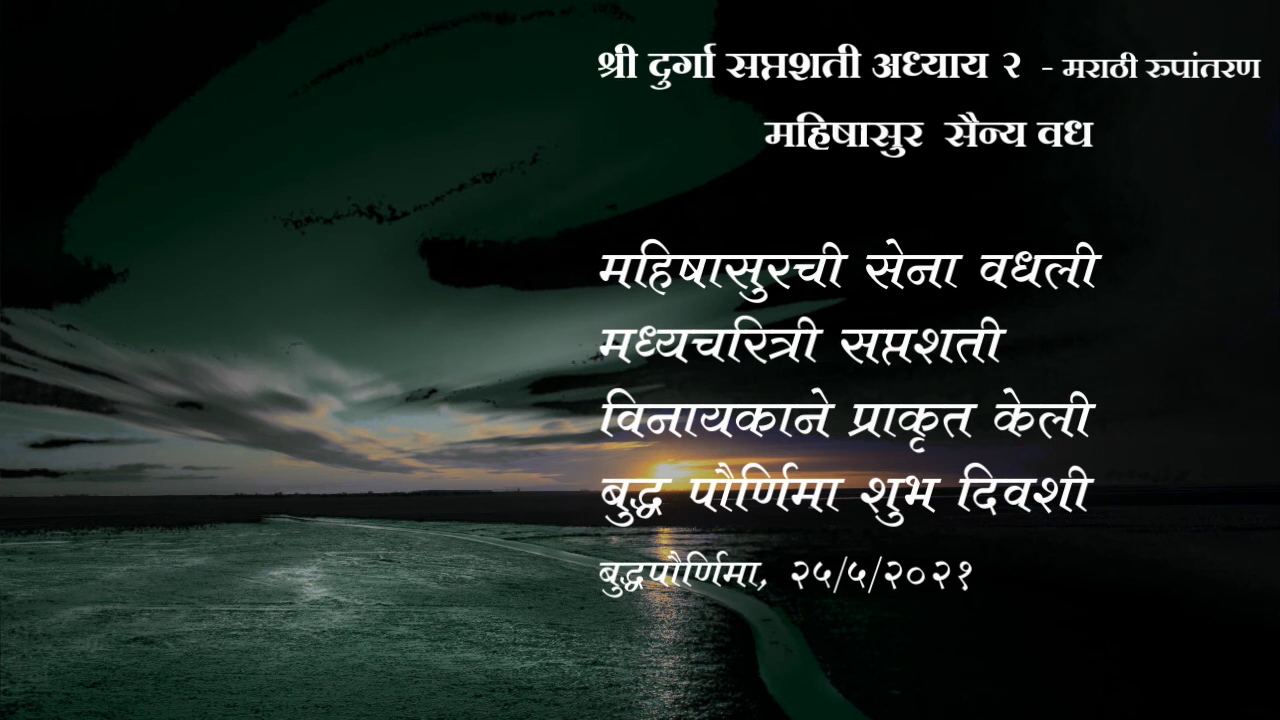 श्री दुर्गा सप्तशती अध्याय २ - मराठी रुपांतरण
महिषासुर सैन्य वध
महिषासुरची सेना वधली
मध्यचरित्री सप्तशती
विनायकाने प्राकृत केली
बुद्ध पौर्णिमा शुभ दिवशी
बुद्धपौर्णिमा, २५/५/२०२१